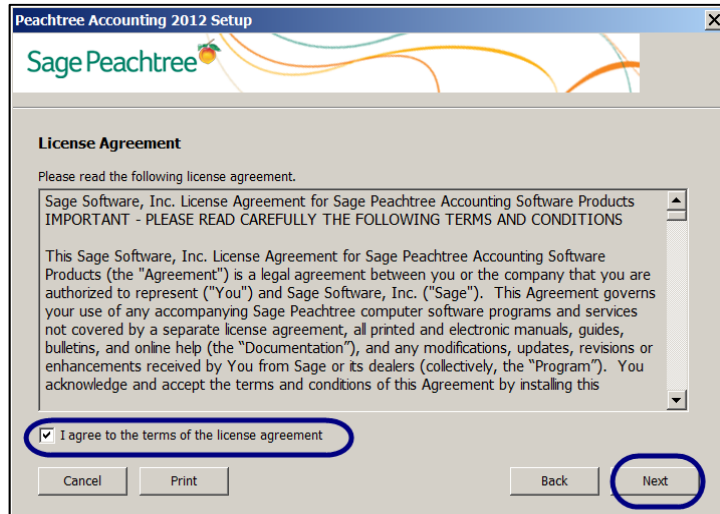 Peachtree Accounting 2012 Setup
Sage Peachtree
License Agreement
Please read the following license agreement.
Sage Software, Inc. License Agreement for Sage Peachtree Accounting Software Products
IMPORTANT - PLEASE READ CAREFULLY THE FOLLOWING TERMS AND CONDITIONS
This Sage Software, Inc. License Agreement for Sage Peachtree Accounting Software
Products (the "Agreement") is a legal agreement between you or the company that you are
authorized to represent ("You") and Sage Software, Inc. ("Sage").  This Agreement governs
your use of any accompanying Sage Peachtree computer software programs and services
not covered by a separate license agreement, all printed and electronic manuals, guides,
bulletins, and online help (the “Documentation”), and any modifications, updates, revisions or
enhancements received by You from Sage or its dealers (collectively, the “Program”).  You
acknowledge and accept the terms and conditions of this Agreement by installing this
I agree to the terms of the license agreement
Cancel Print Back Next